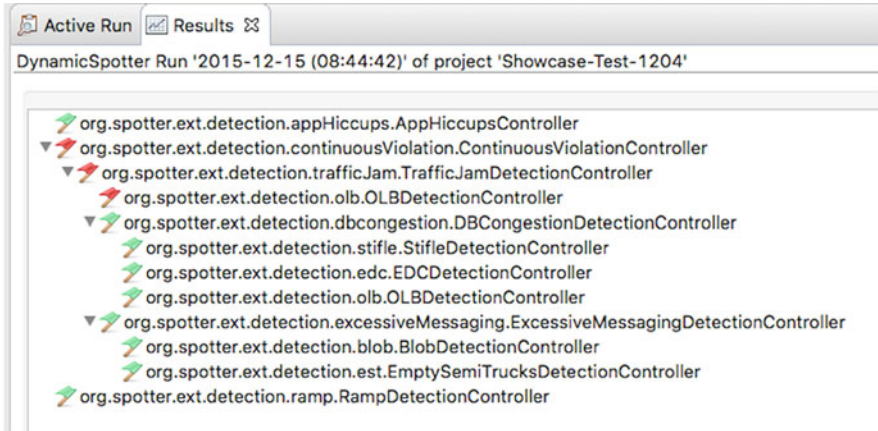 Active Run Results
DynamicSpotter Run '2015-12-15 (08:44:42)' of project 'Showcase-Test-1204'
org.spotter.ext.detection.appHiccups.AppHiccupsController
org.spotter.ext.detection.continuousViolation.ContinuousViolationController
org.spotter.ext.detection.trafficJam.TrafficJamDetectionController
org.spotter.ext.detection.olb.OLBDetectionController
org.spotter.ext.detection.dbcongestion.DBCongestionDetectionController
org.spotter.ext.detection.stifle.StifleDetectionController
org.spotter.ext.detection.edc.EDCDetectionController
org.spotter.ext.detection.olb.OLBDetectionController
org.spotter.ext.detection.excessiveMessaging.ExcessiveMessagingDetectionController
org.spotter.ext.detection.blob.BlobDetectionController
org.spotter.ext.detection.est.EmptySemiTrucksDetectionController
org.spotter.ext.detection.ramp.RampDetectionController